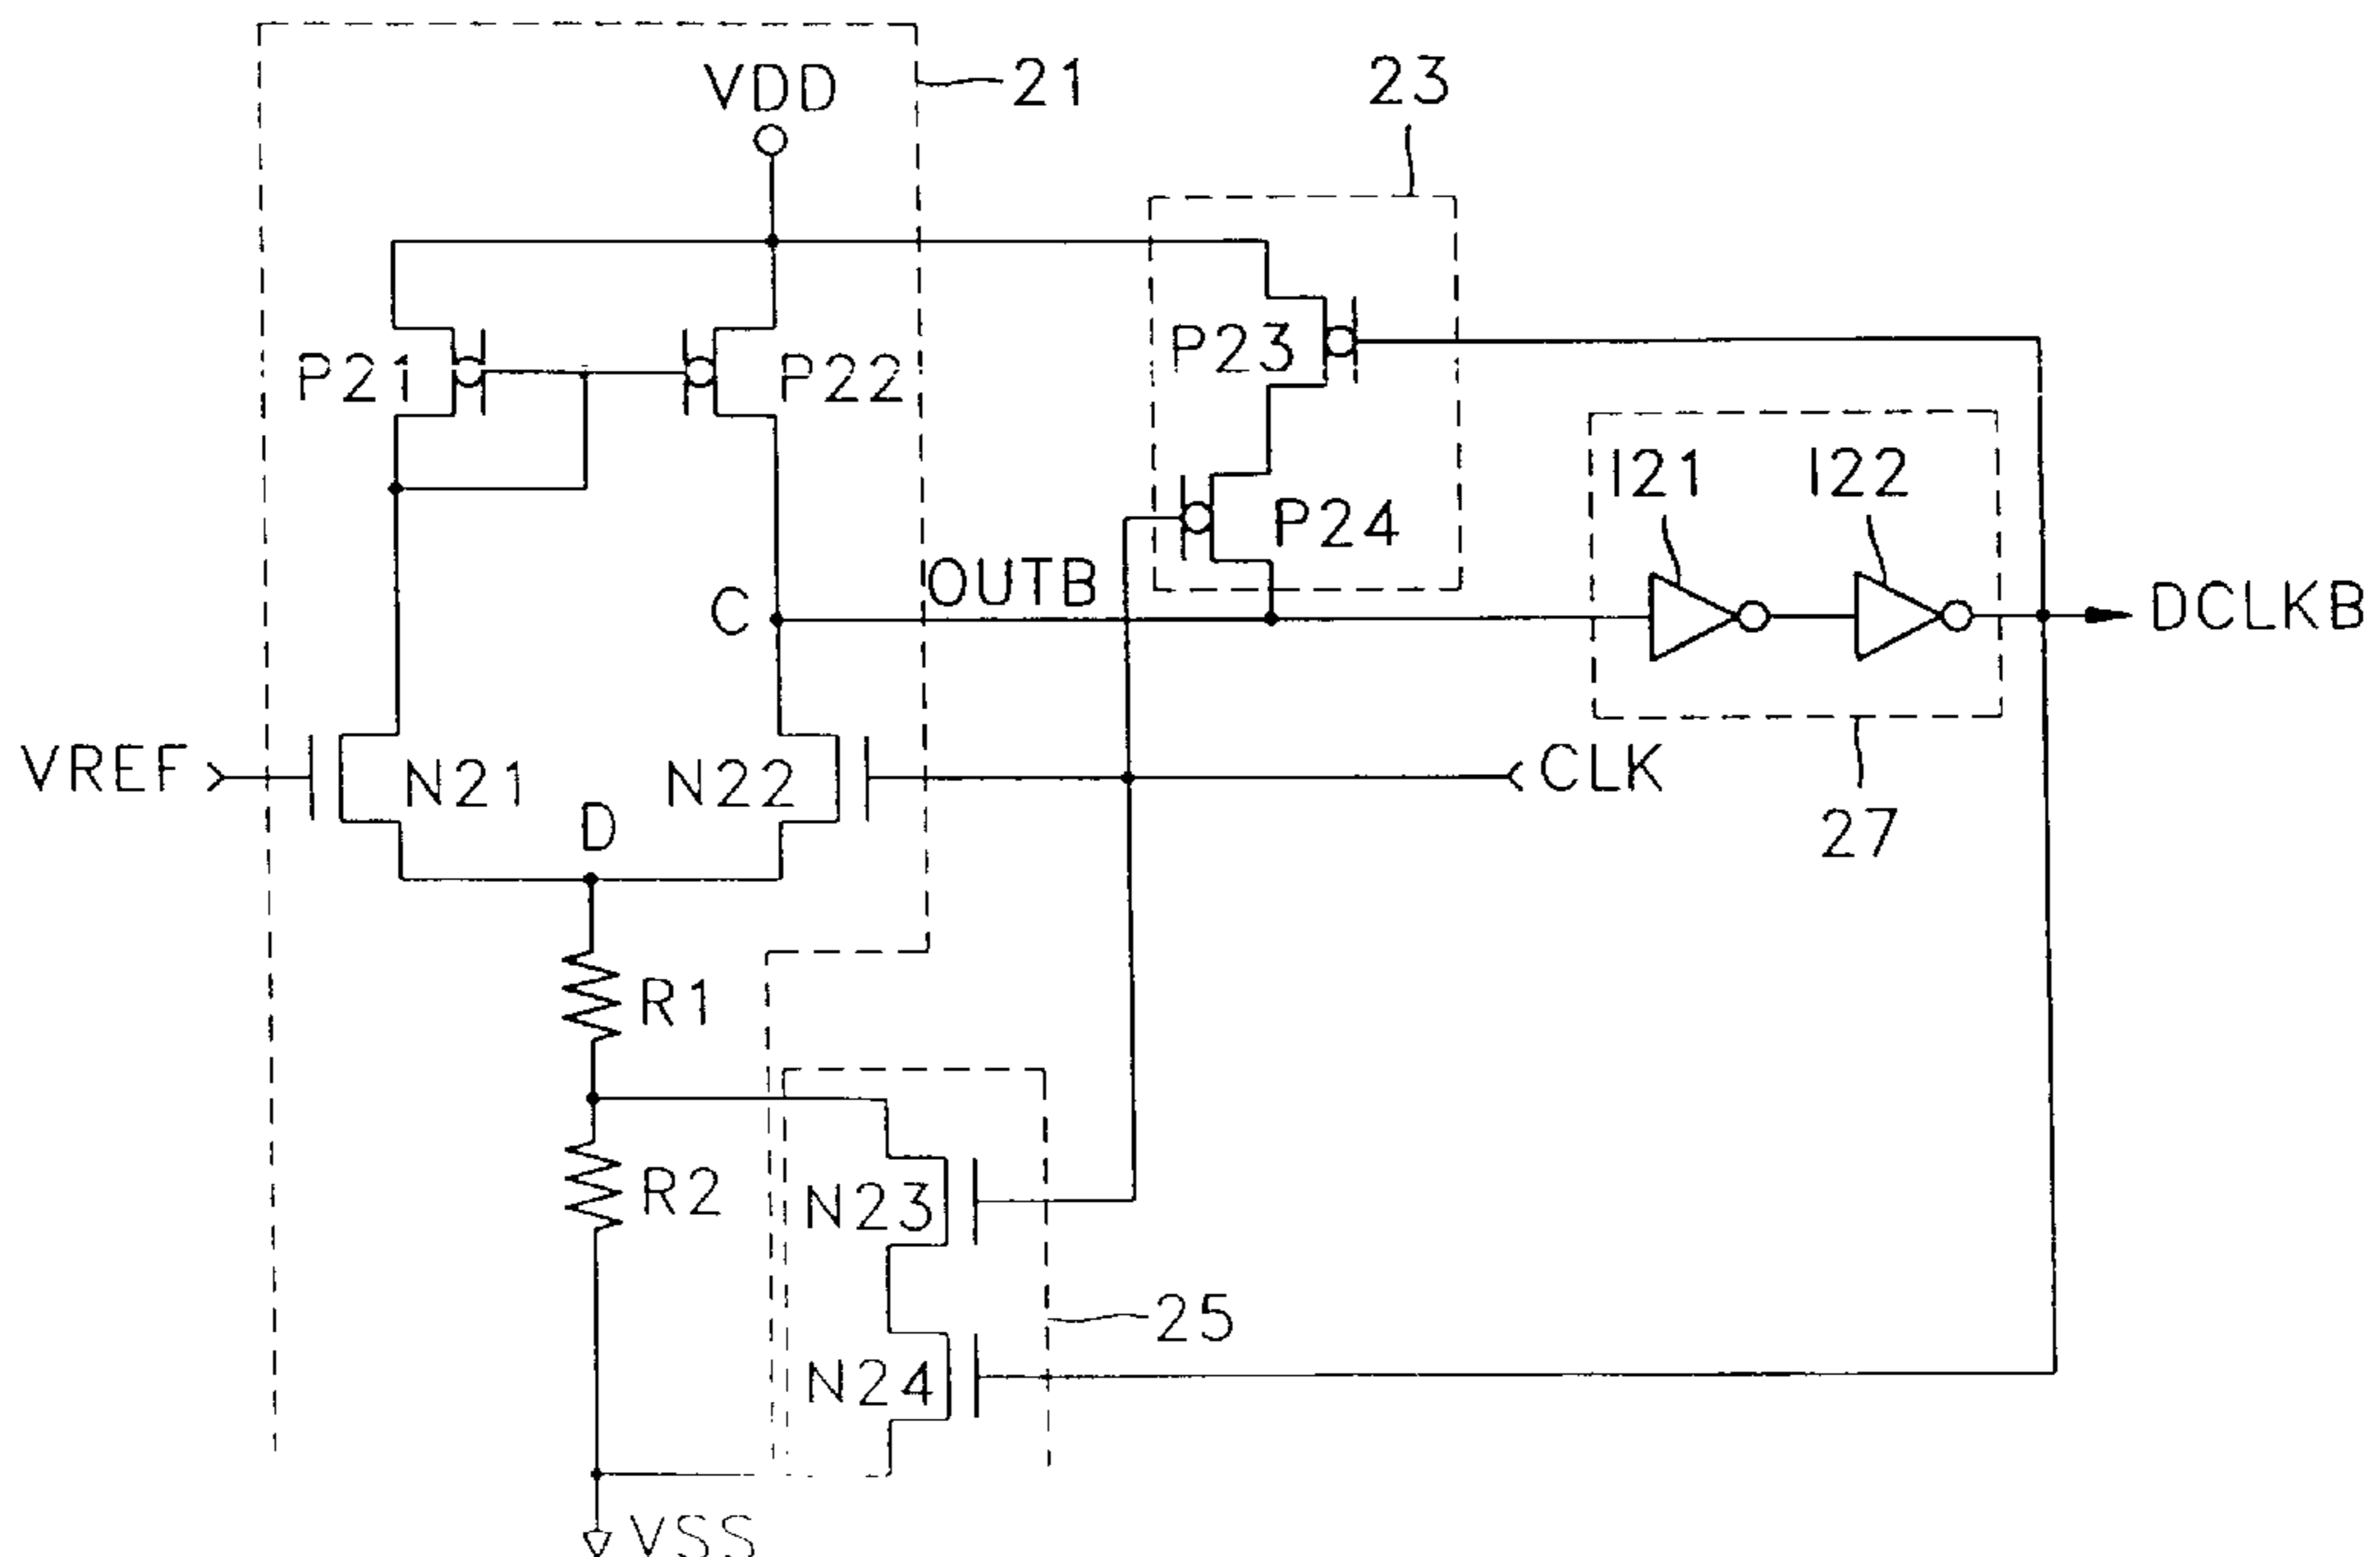 21
23
VDD
P21
P22
P23
I21
I22
P24
OUTB
C
DCLKB
VREF
N21
N22
CLK
D
27
R1
R2
N23
25
N24
VSS